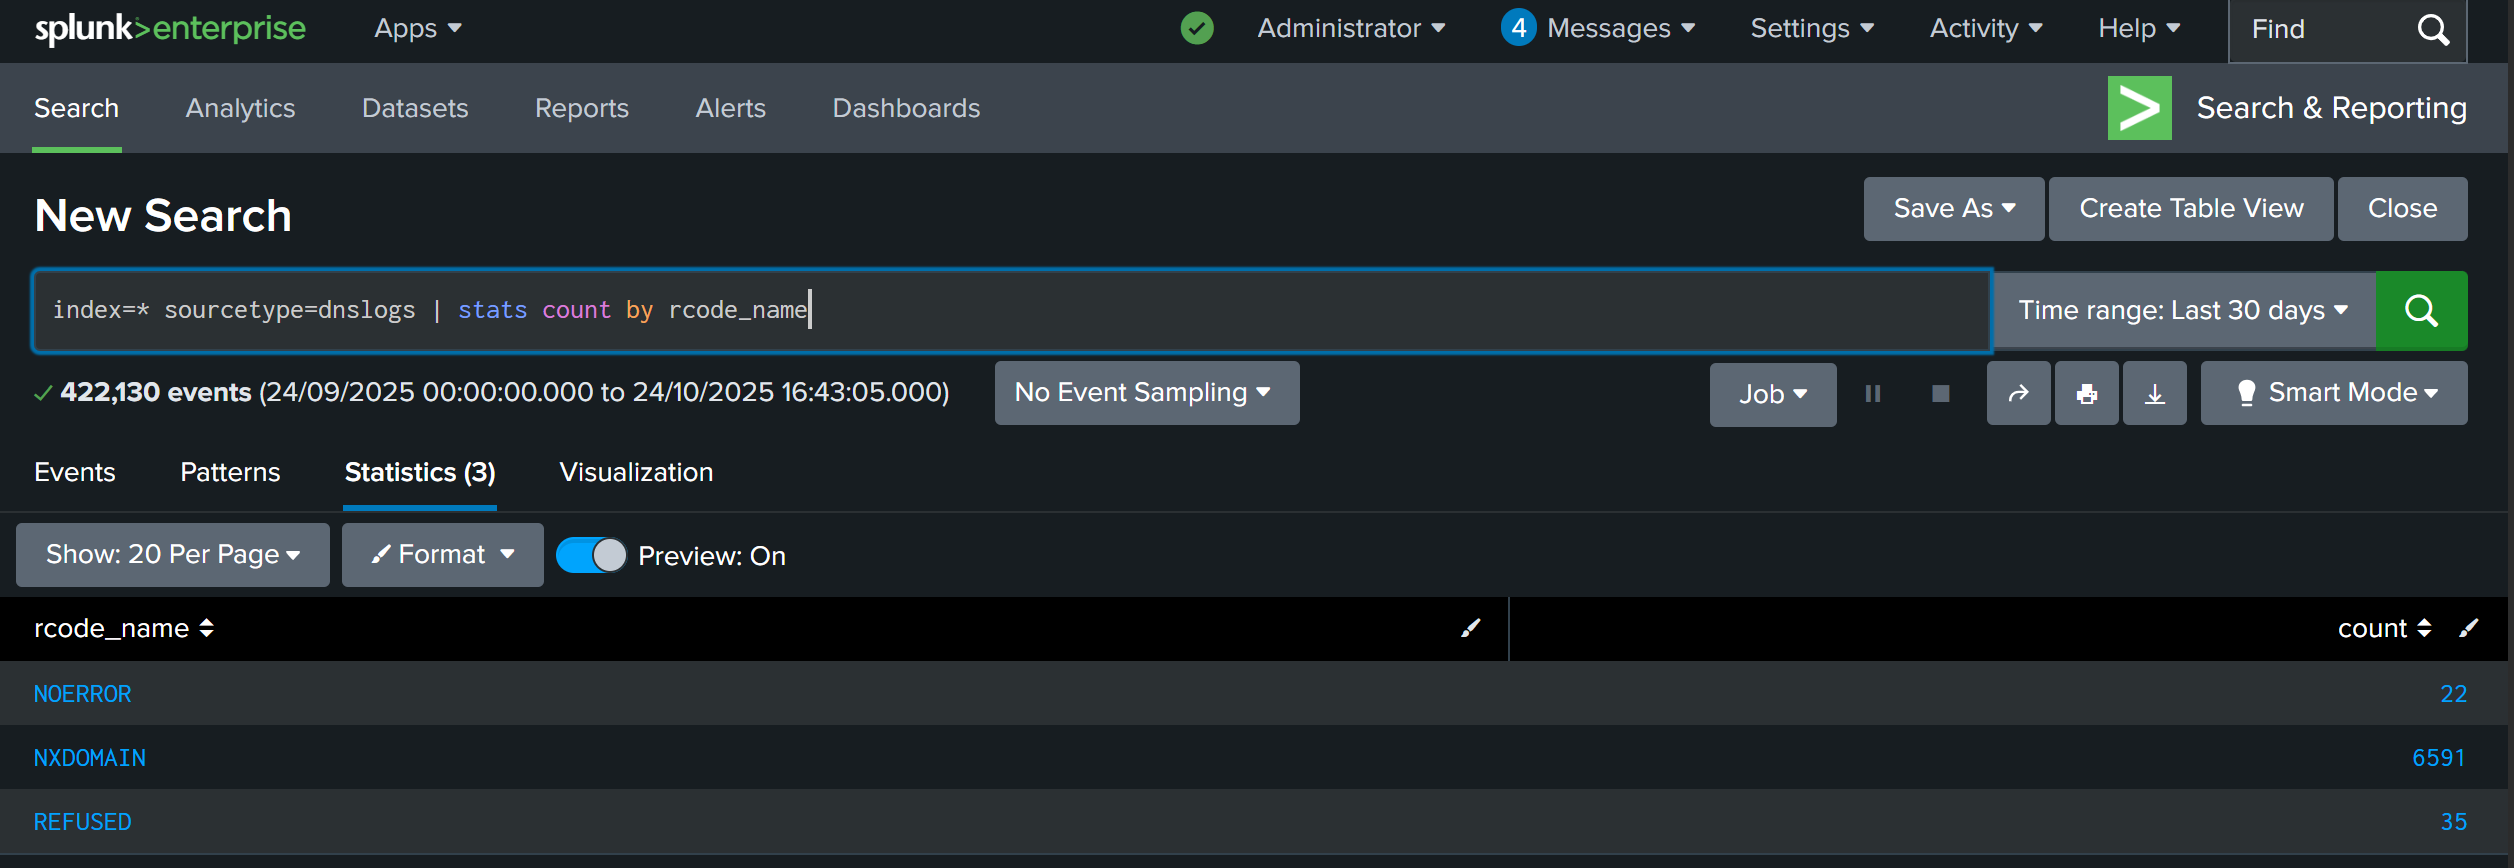 splunk>enterprise Apps Administrator 4 Messages Settings Activity Help Find
Search Analytics Datasets Reports Alerts Dashboards > Search & Reporting
New Search Save As Create Table View Close
index=* sourcetype=dnslogs | stats count by rcode_name Time range: Last 30 days
422,130 events (24/09/2025 00:00:00.000 to 24/10/2025 16:43:05.000) No Event Sampling Job Smart Mode
Events Patterns Statistics (3) Visualization
Show: 20 Per Page Format Preview: On
rcode_name count
NOERROR 22
NXDOMAIN 6591
REFUSED 35